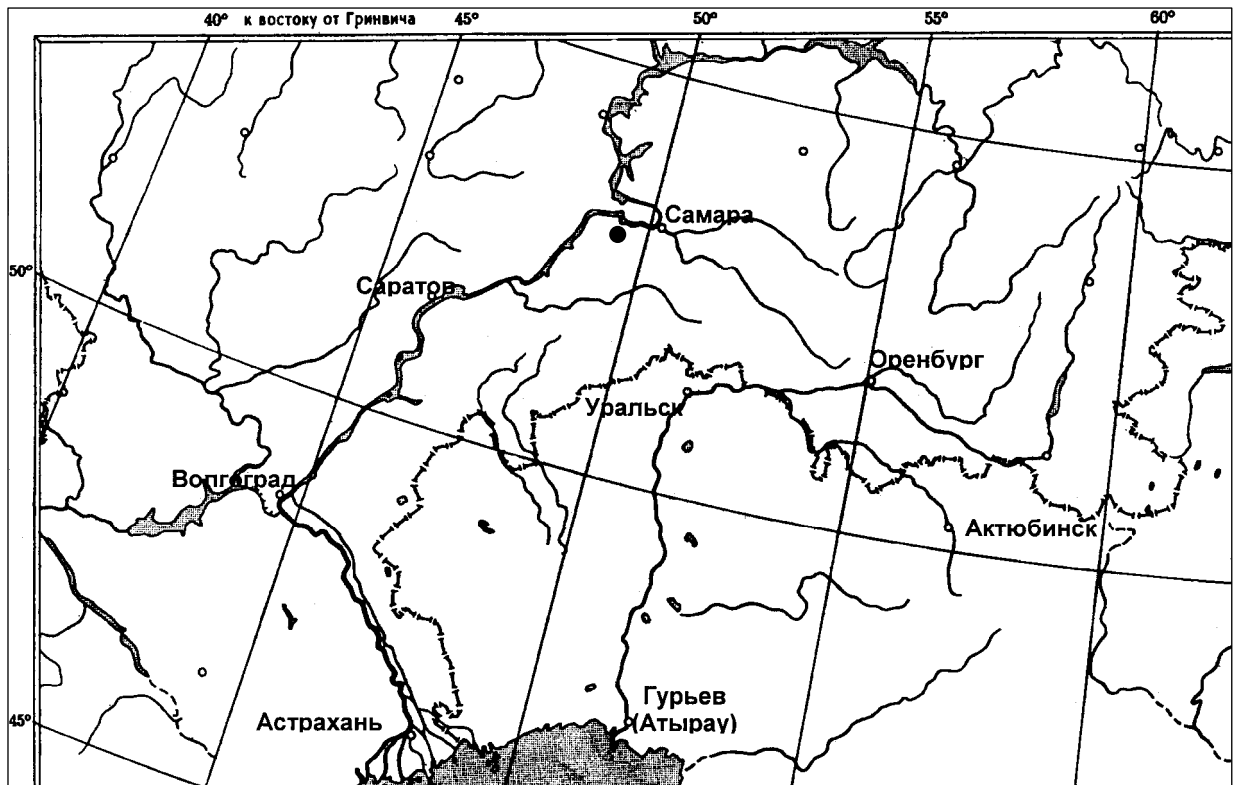 40° к востоку от Гринвича 45° 50° 55° 60°
Самара
50°
Саратов
Оренбург
Уральск
Волгоград
Актюбинск
Гурьев
(Атырау)
45°
Астрахань